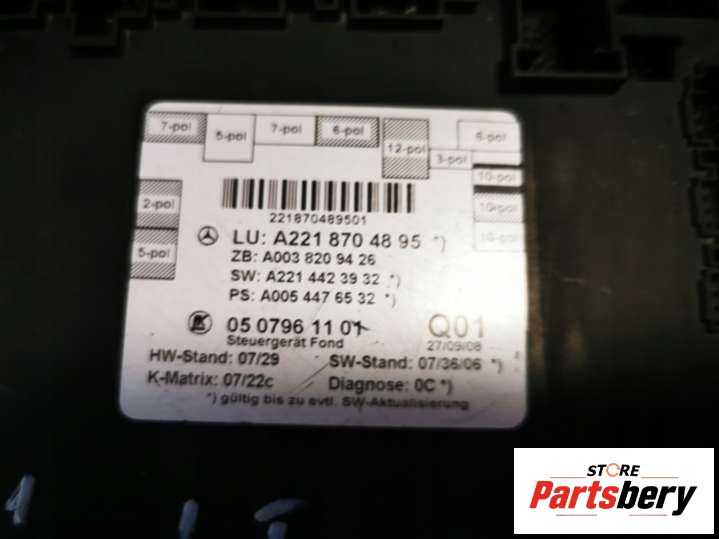 7-pol
5-pol
7-pol
6-pol
12-pol
3-pol
6-pol
10-pol
10-pol
10-pol
2-pol
5-pol
221870489501
LU: A221 870 48 95 *)
ZB: A003 820 94 26
SW: A221 442 39 32 *)
PS: A005 447 65 32 *)
05 0796 11 01 Q01
Steuergerät Fond 27/09/08
HW-Stand: 07/29 SW-Stand: 07/36/06 *)
K-Matrix: 07/22c Diagnose: 0C *)
*) gültig bis zu evtl. SW-Aktualisierung
STORE
Partsbery